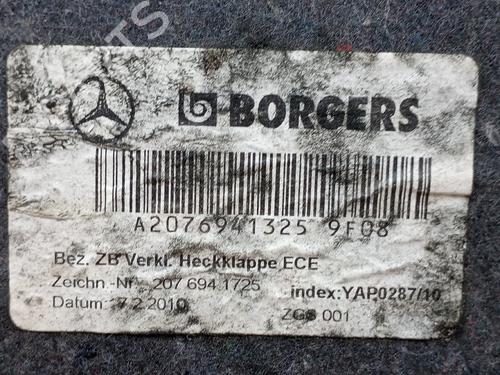 BORGERS
A2076941325 9F08
Bez. ZB Verkl. Heckklappe ECE
Zeichn.-Nr. 207 694 1725 index:YAP0287/10
Datum: 7.2.2010 ZGS 001